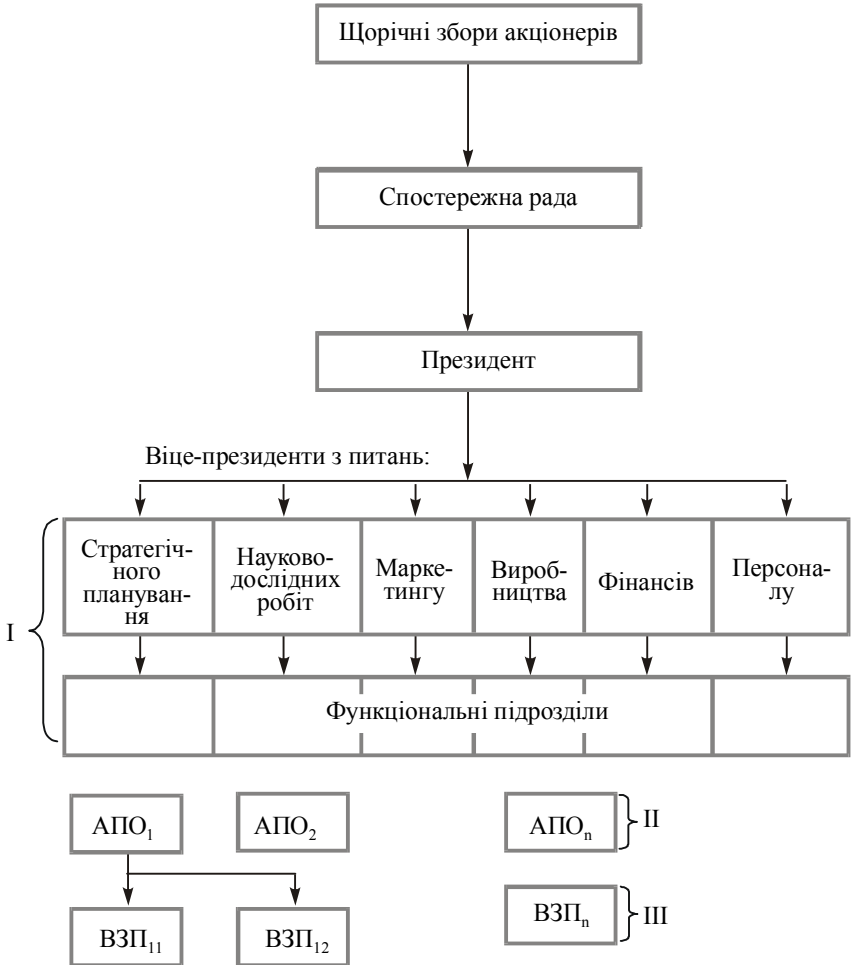 Щорічні збори акціонерів
Спостережна рада
Президент
Віце-президенти з питань:
Стратегіч-
ного
плануван-
ня
Науково-
дослідних
робіт
Марке-
тингу
Вироб-
ництва
Фінансів
Персона-
лу
I
Функціональні підрозділи
АПО₁
АПО₂
АПОₙ
II
ВЗП₁₁
ВЗП₁₂
ВЗПₙ
III